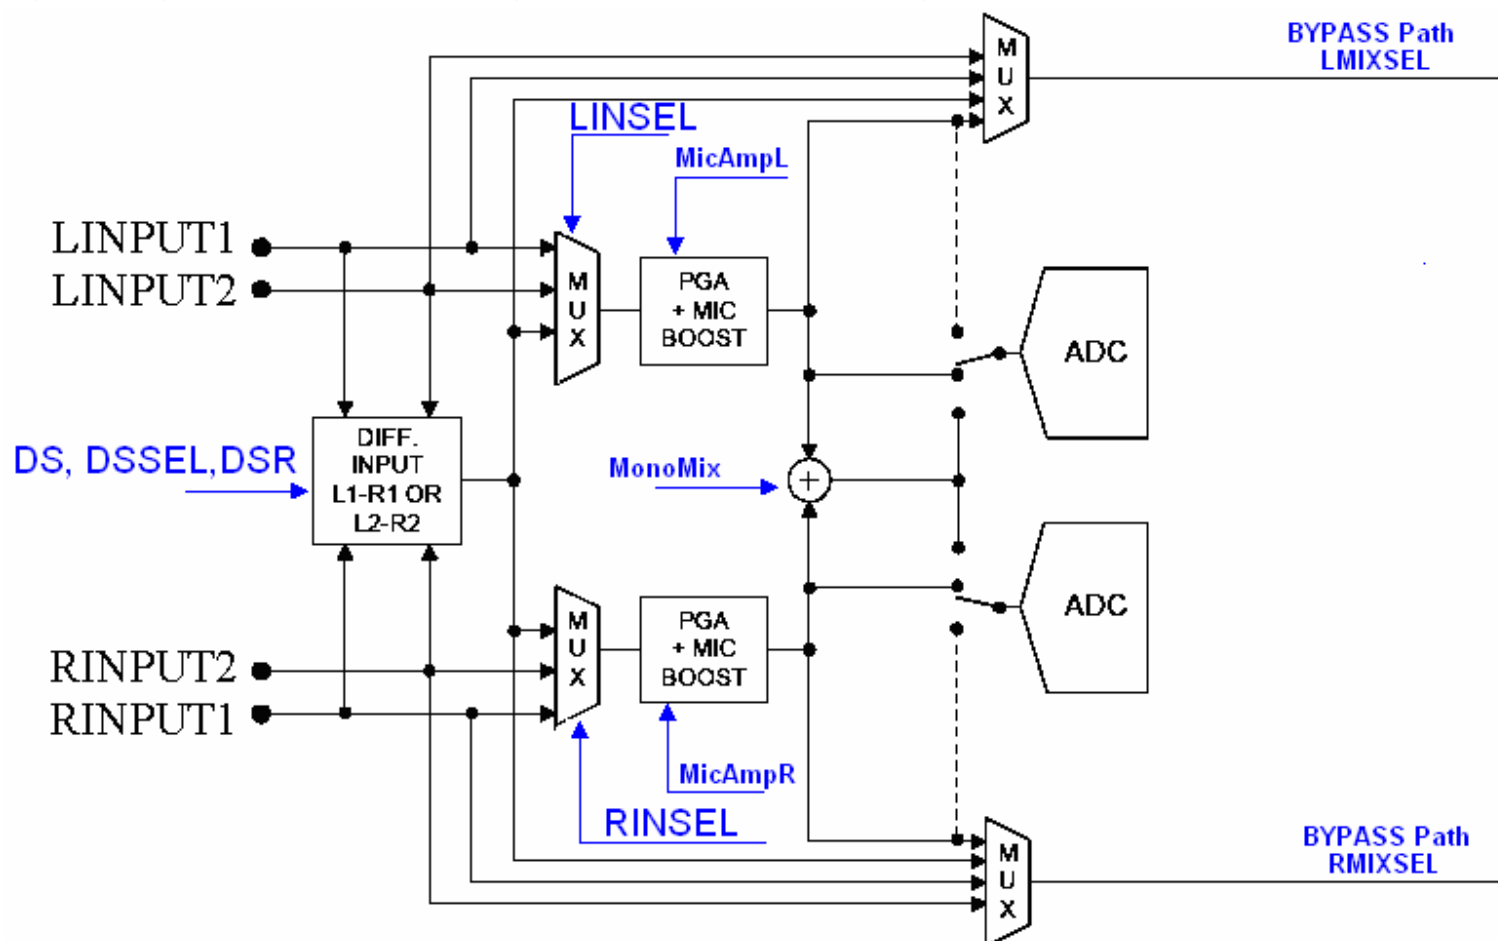 BYPASS Path
LMIXSEL
M
U
X
LINSEL
MicAmpL
LINPUT1
LINPUT2
M
U
X
PGA
+ MIC
BOOST
ADC
DIFF.
INPUT
L1-R1 OR
L2-R2
DS, DSSEL,DSR
MonoMix
+
M
U
X
PGA
+ MIC
BOOST
ADC
RINPUT2
RINPUT1
MicAmpR
RINSEL
M
U
X
BYPASS Path
RMIXSEL